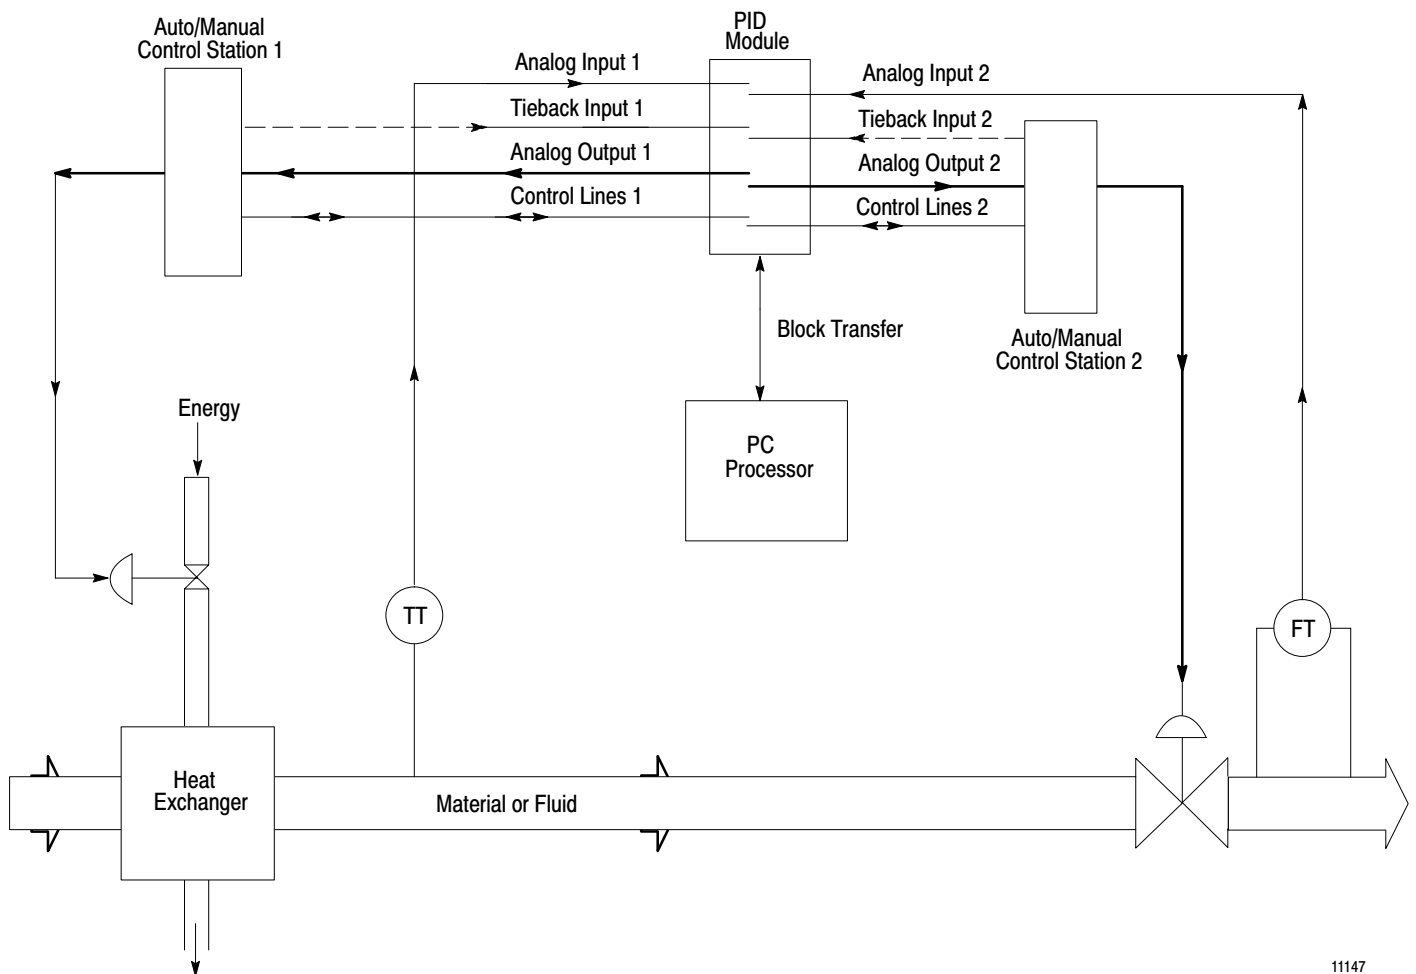 Auto/Manual
Control Station 1
PID
Module
Analog Input 1
Tieback Input 1
Analog Output 1
Control Lines 1
Analog Input 2
Tieback Input 2
Analog Output 2
Control Lines 2
Block Transfer
Auto/Manual
Control Station 2
Energy
PC
Processor
TT
FT
Heat
Exchanger
Material or Fluid
11147